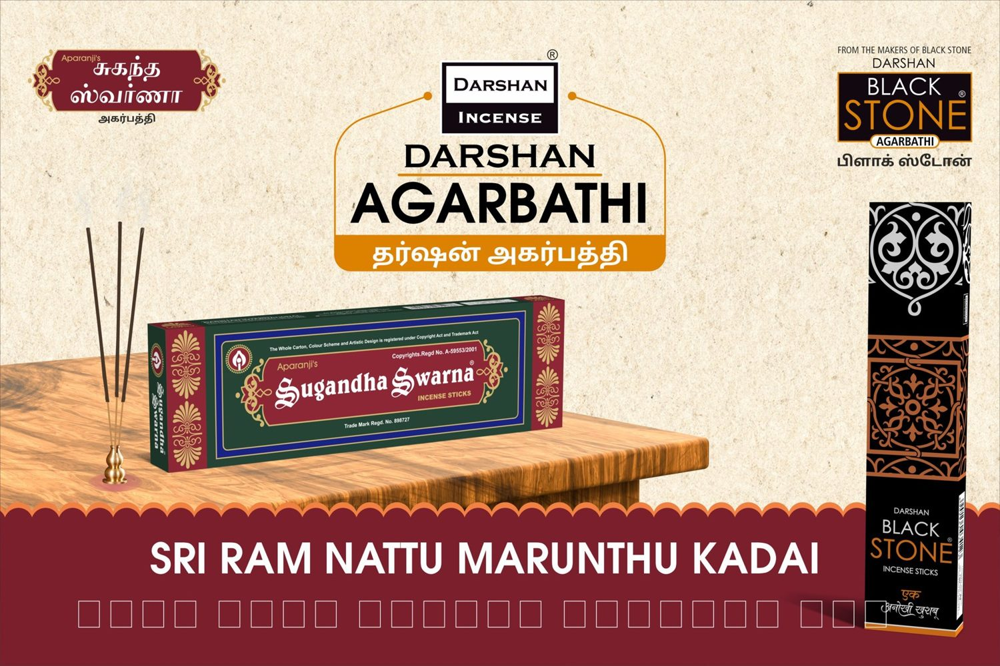 Aparanji's
சுகந்த
ஸ்வர்ணா
அகர்பத்தி
DARSHAN
INCENSE
®
DARSHAN
AGARBATHI
தர்ஷன் அகர்பத்தி
FROM THE MAKERS OF BLACK STONE
DARSHAN
BLACK
STONE®
AGARBATHI
பிளாக் ஸ்டோன்
The Whole Carton, Colour Scheme and Artistic Design is registered under Copyright Act and Trademark Act
Copyrights.Regd No. A-59553/2001
Aparanji's
Sugandha Swarna®
INCENSE STICKS
Trade Mark Regd. No. 898727
Sugandha
Swarna
DARSHAN
BLACK
STONE®
INCENSE STICKS
एक
अनोखी खुशबू
SRI RAM NATTU MARUNTHU KADAI